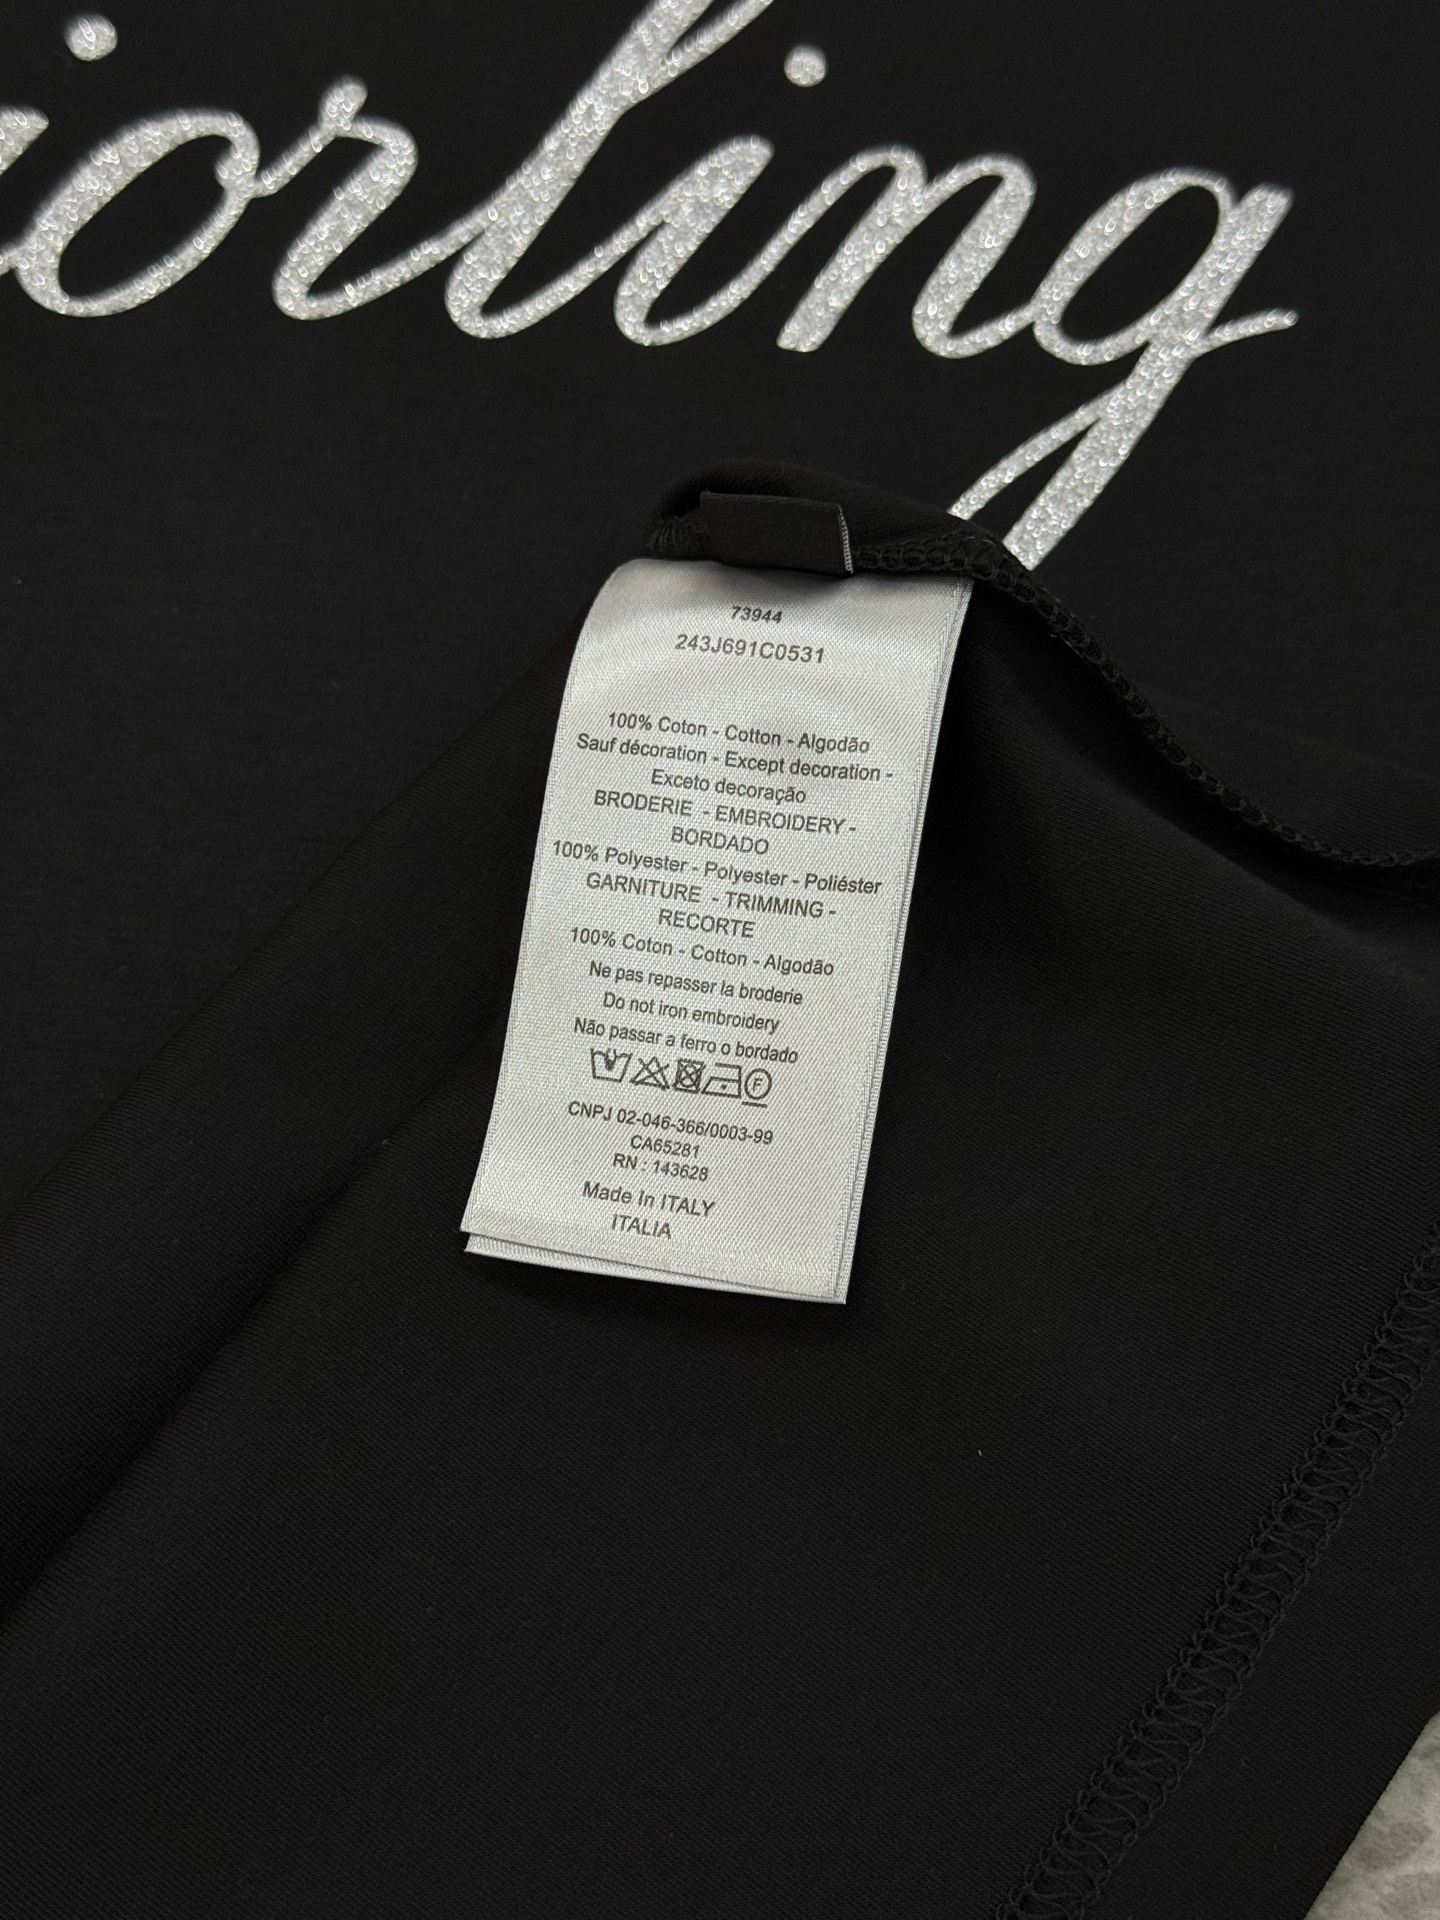 iorling
73944
243J691C0531
100% Coton - Cotton - Algodão
Sauf décoration - Except decoration -
Exceto decoração
BRODERIE - EMBROIDERY -
BORDADO
100% Polyester - Polyester - Poliéster
GARNITURE - TRIMMING -
RECORTE
100% Coton - Cotton - Algodão
Ne pas repasser la broderie
Do not iron embroidery
Não passar a ferro o bordado
F
CNPJ 02-046-366/0003-99
CA65281
RN : 143628
Made In ITALY
ITALIA